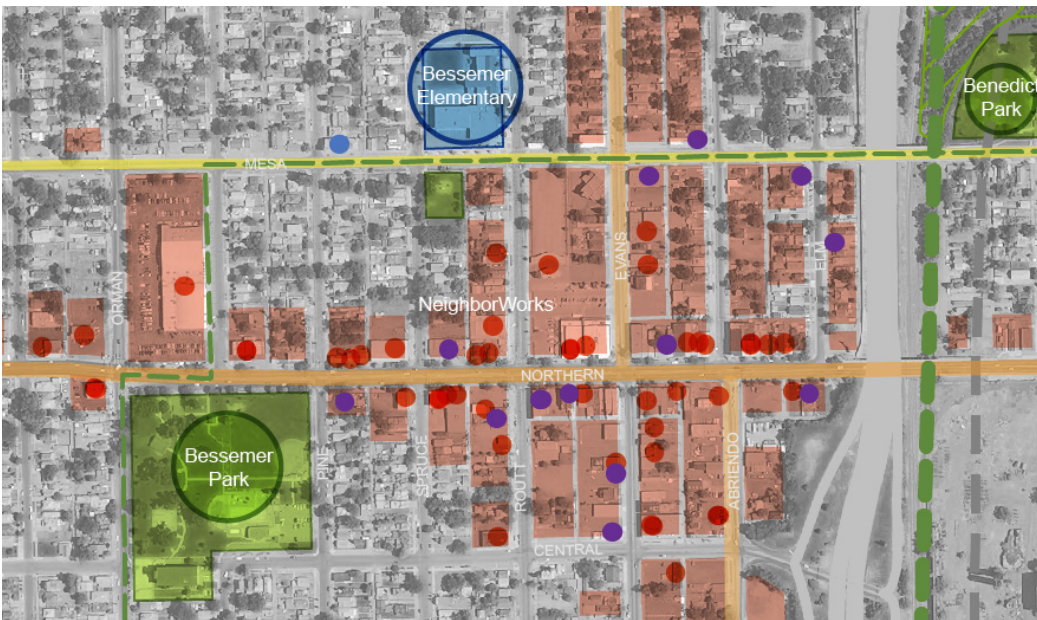 Bessemer
Elementary
Benedict
Park
MESA
ORMAN
EVANS
ELM
NeighborWorks
NORTHERN
Bessemer
Park
PINE
SPRUCE
ROUTT
ABRIENDO
CENTRAL